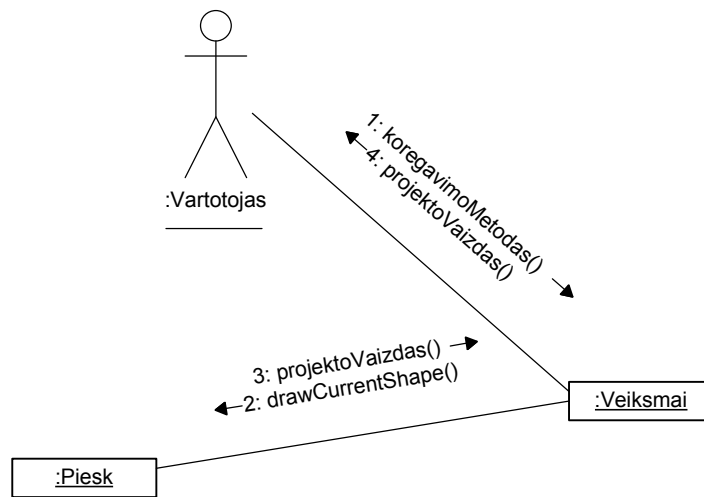 :Vartotojas
1: koregavimoMetodas()
4: projektoVaizdas()
3: projektoVaizdas()
2: drawCurrentShape()
:Veiksmai
:Piesk